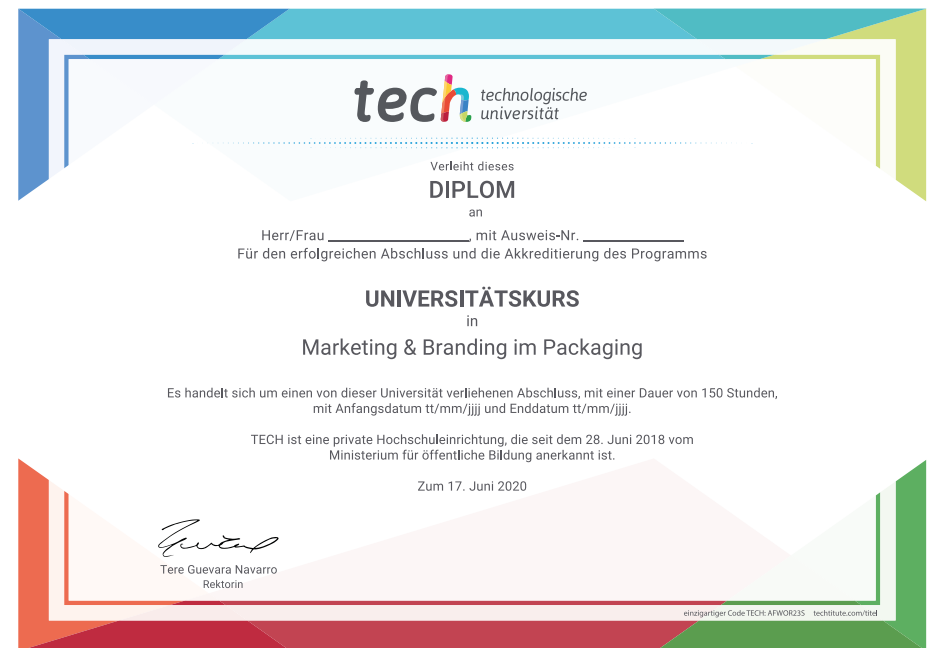 tech technologische
universität
Verleiht dieses
DIPLOM
an
Herr/Frau ____________________, mit Ausweis-Nr. ______________
Für den erfolgreichen Abschluss und die Akkreditierung des Programms
UNIVERSITÄTSKURS
in
Marketing & Branding im Packaging
Es handelt sich um einen von dieser Universität verliehenen Abschluss, mit einer Dauer von 150 Stunden,
mit Anfangsdatum tt/mm/jjjj und Enddatum tt/mm/jjjj.
TECH ist eine private Hochschuleinrichtung, die seit dem 28. Juni 2018 vom
Ministerium für öffentliche Bildung anerkannt ist.
Zum 17. Juni 2020
Tere Guevara Navarro
Rektorin
einzigartiger Code TECH: AFWOR23S techtitute.com/titel